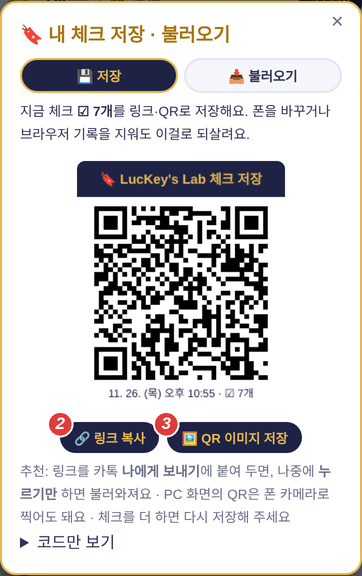 ×
🔖 내 체크 저장 · 불러오기
💾 저장
📥 불러오기
지금 체크 ☑ 7개를 링크·QR로 저장해요. 폰을 바꾸거나
브라우저 기록을 지워도 이걸로 되살려요.
🔖 LucKey's Lab 체크 저장
11. 26. (목) 오후 10:55 · ☑ 7개
2 🔗 링크 복사
3 🖼️ QR 이미지 저장
추천: 링크를 카톡 나에게 보내기에 붙여 두면, 나중에 누
르기만 하면 불러와져요 · PC 화면의 QR은 폰 카메라로
찍어도 돼요 · 체크를 더 하면 다시 저장해 주세요
▶ 코드만 보기